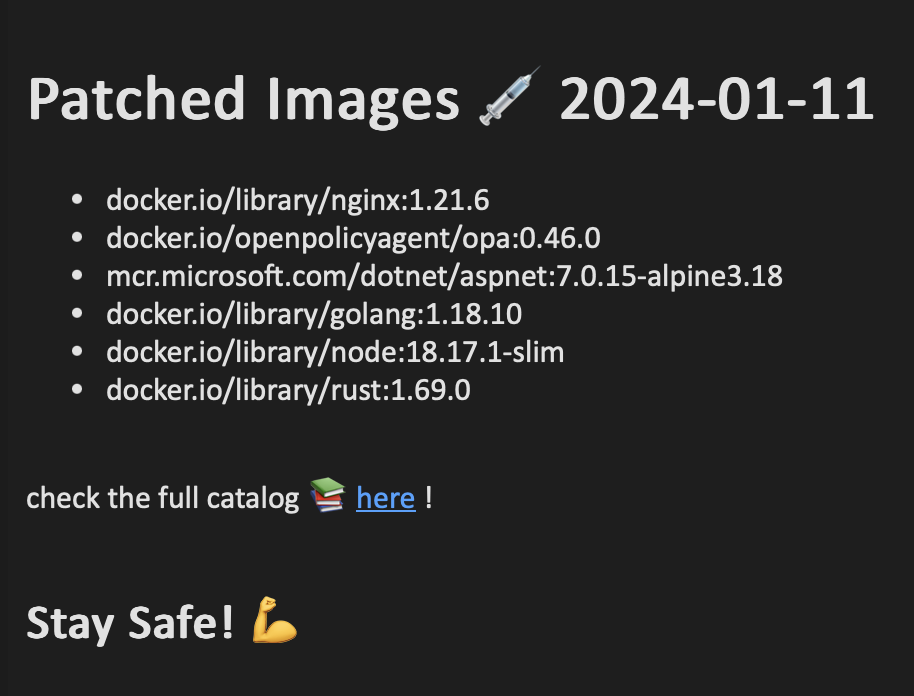 Patched Images 💉 2024-01-11
• docker.io/library/nginx:1.21.6
• docker.io/openpolicyagent/opa:0.46.0
• mcr.microsoft.com/dotnet/aspnet:7.0.15-alpine3.18
• docker.io/library/golang:1.18.10
• docker.io/library/node:18.17.1-slim
• docker.io/library/rust:1.69.0
check the full catalog 📚 here !
Stay Safe! 💪